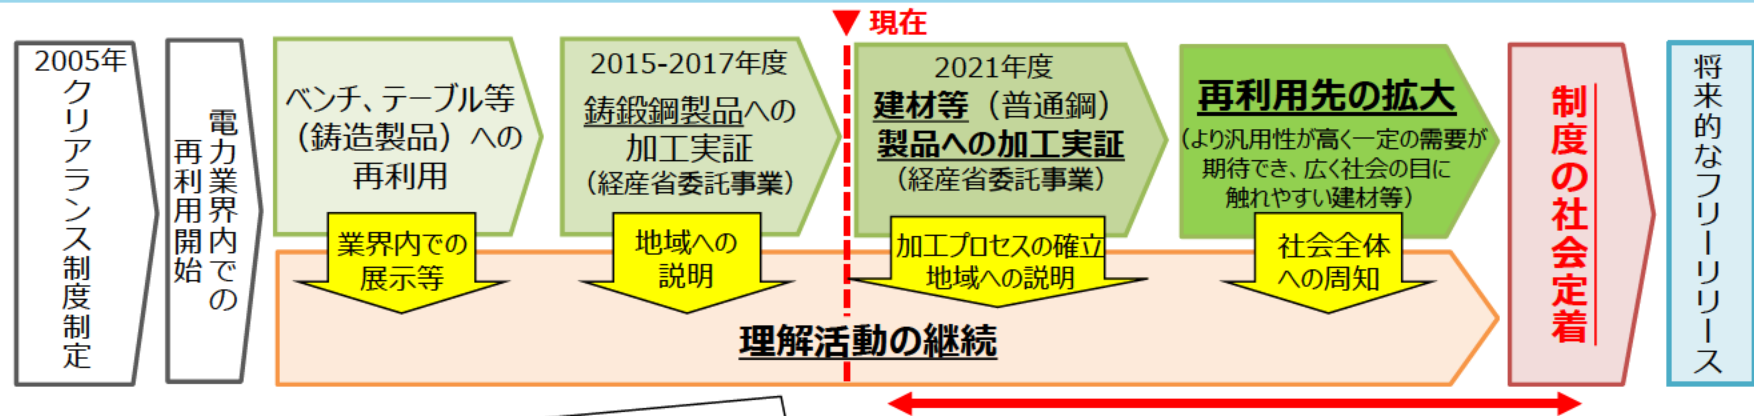 現在
2005年
クリアランス制度制定
電力業界内での
再利用開始
ベンチ、テーブル等
（鋳造製品）への
再利用
2015-2017年度
鋳鍛鋼製品への
加工実証
（経産省委託事業）
2021年度
建材等（普通鋼）
製品への加工実証
（経産省委託事業）
再利用先の拡大
（より汎用性が高く一定の需要が
期待でき、広く社会の目に
触れやすい建材等）
制度の社会定着
将来的なフリーリリース
業界内での
展示等
地域への
説明
加工プロセスの確立
地域への説明
社会全体
への周知
理解活動の継続